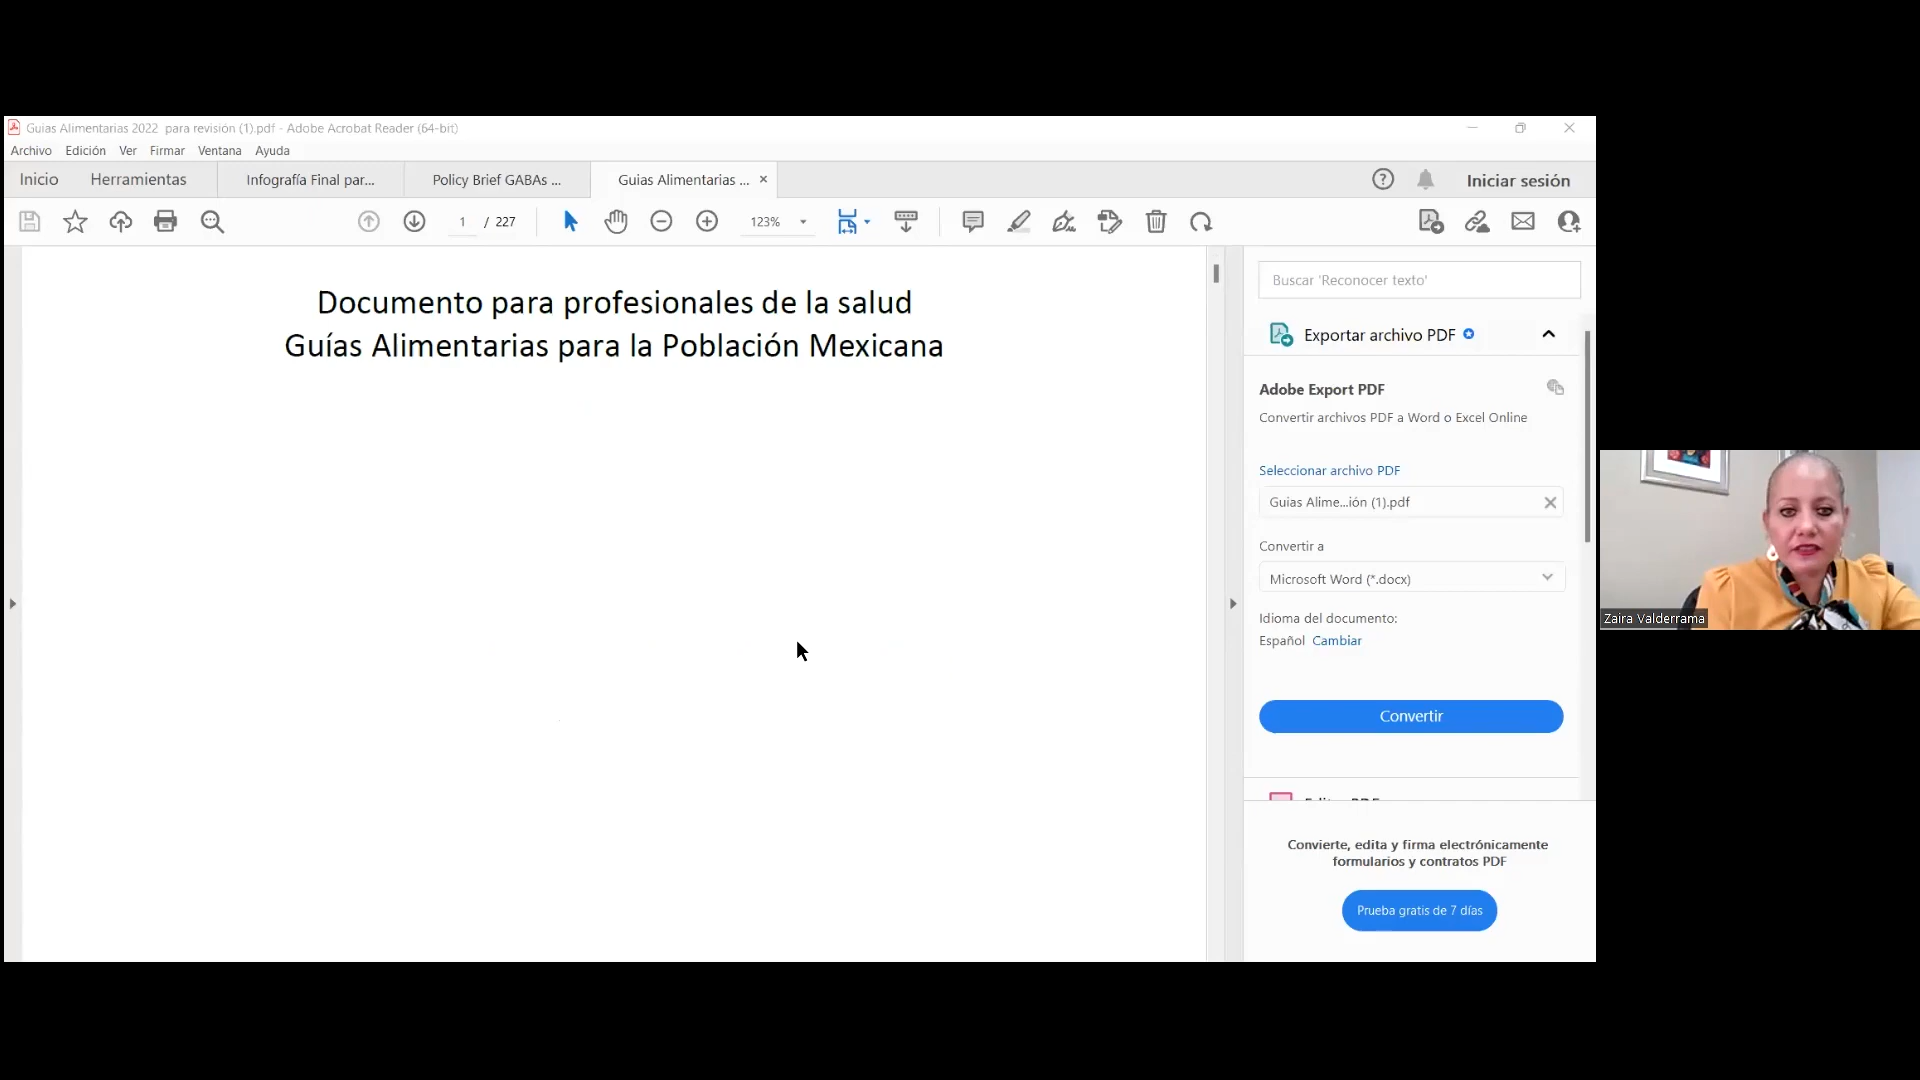 Guias Alimentarias 2022  para revisión (1).pdf - Adobe Acrobat Reader (64-bit)
Archivo Edición Ver Firmar Ventana Ayuda
Inicio Herramientas Infografía Final par... Policy Brief GABAs ... Guias Alimentarias ... Iniciar sesión
1 / 227 123%
Documento para profesionales de la salud
Guías Alimentarias para la Población Mexicana
Buscar 'Reconocer texto'
Exportar archivo PDF
Adobe Export PDF
Convertir archivos PDF a Word o Excel Online
Seleccionar archivo PDF
Guias Alime...ión (1).pdf
Convertir a
Microsoft Word (*.docx)
Idioma del documento:
Español Cambiar
Convertir
Convierte, edita y firma electrónicamente
formularios y contratos PDF
Prueba gratis de 7 días
Zaira Valderrama